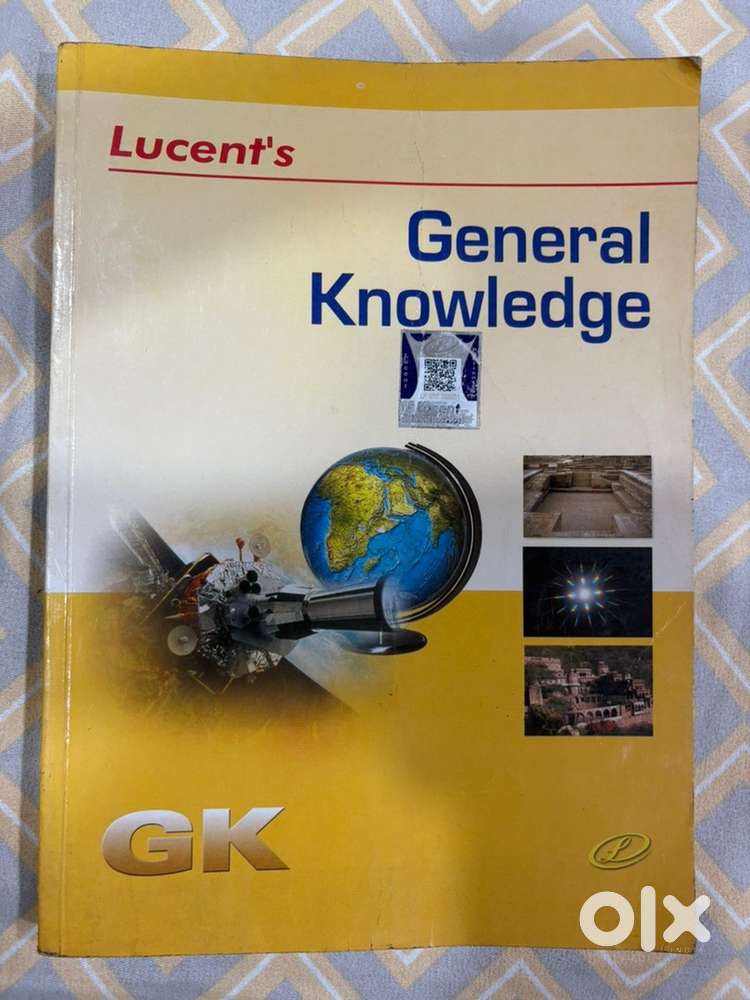 Lucent's
General
Knowledge
GK
L
olx